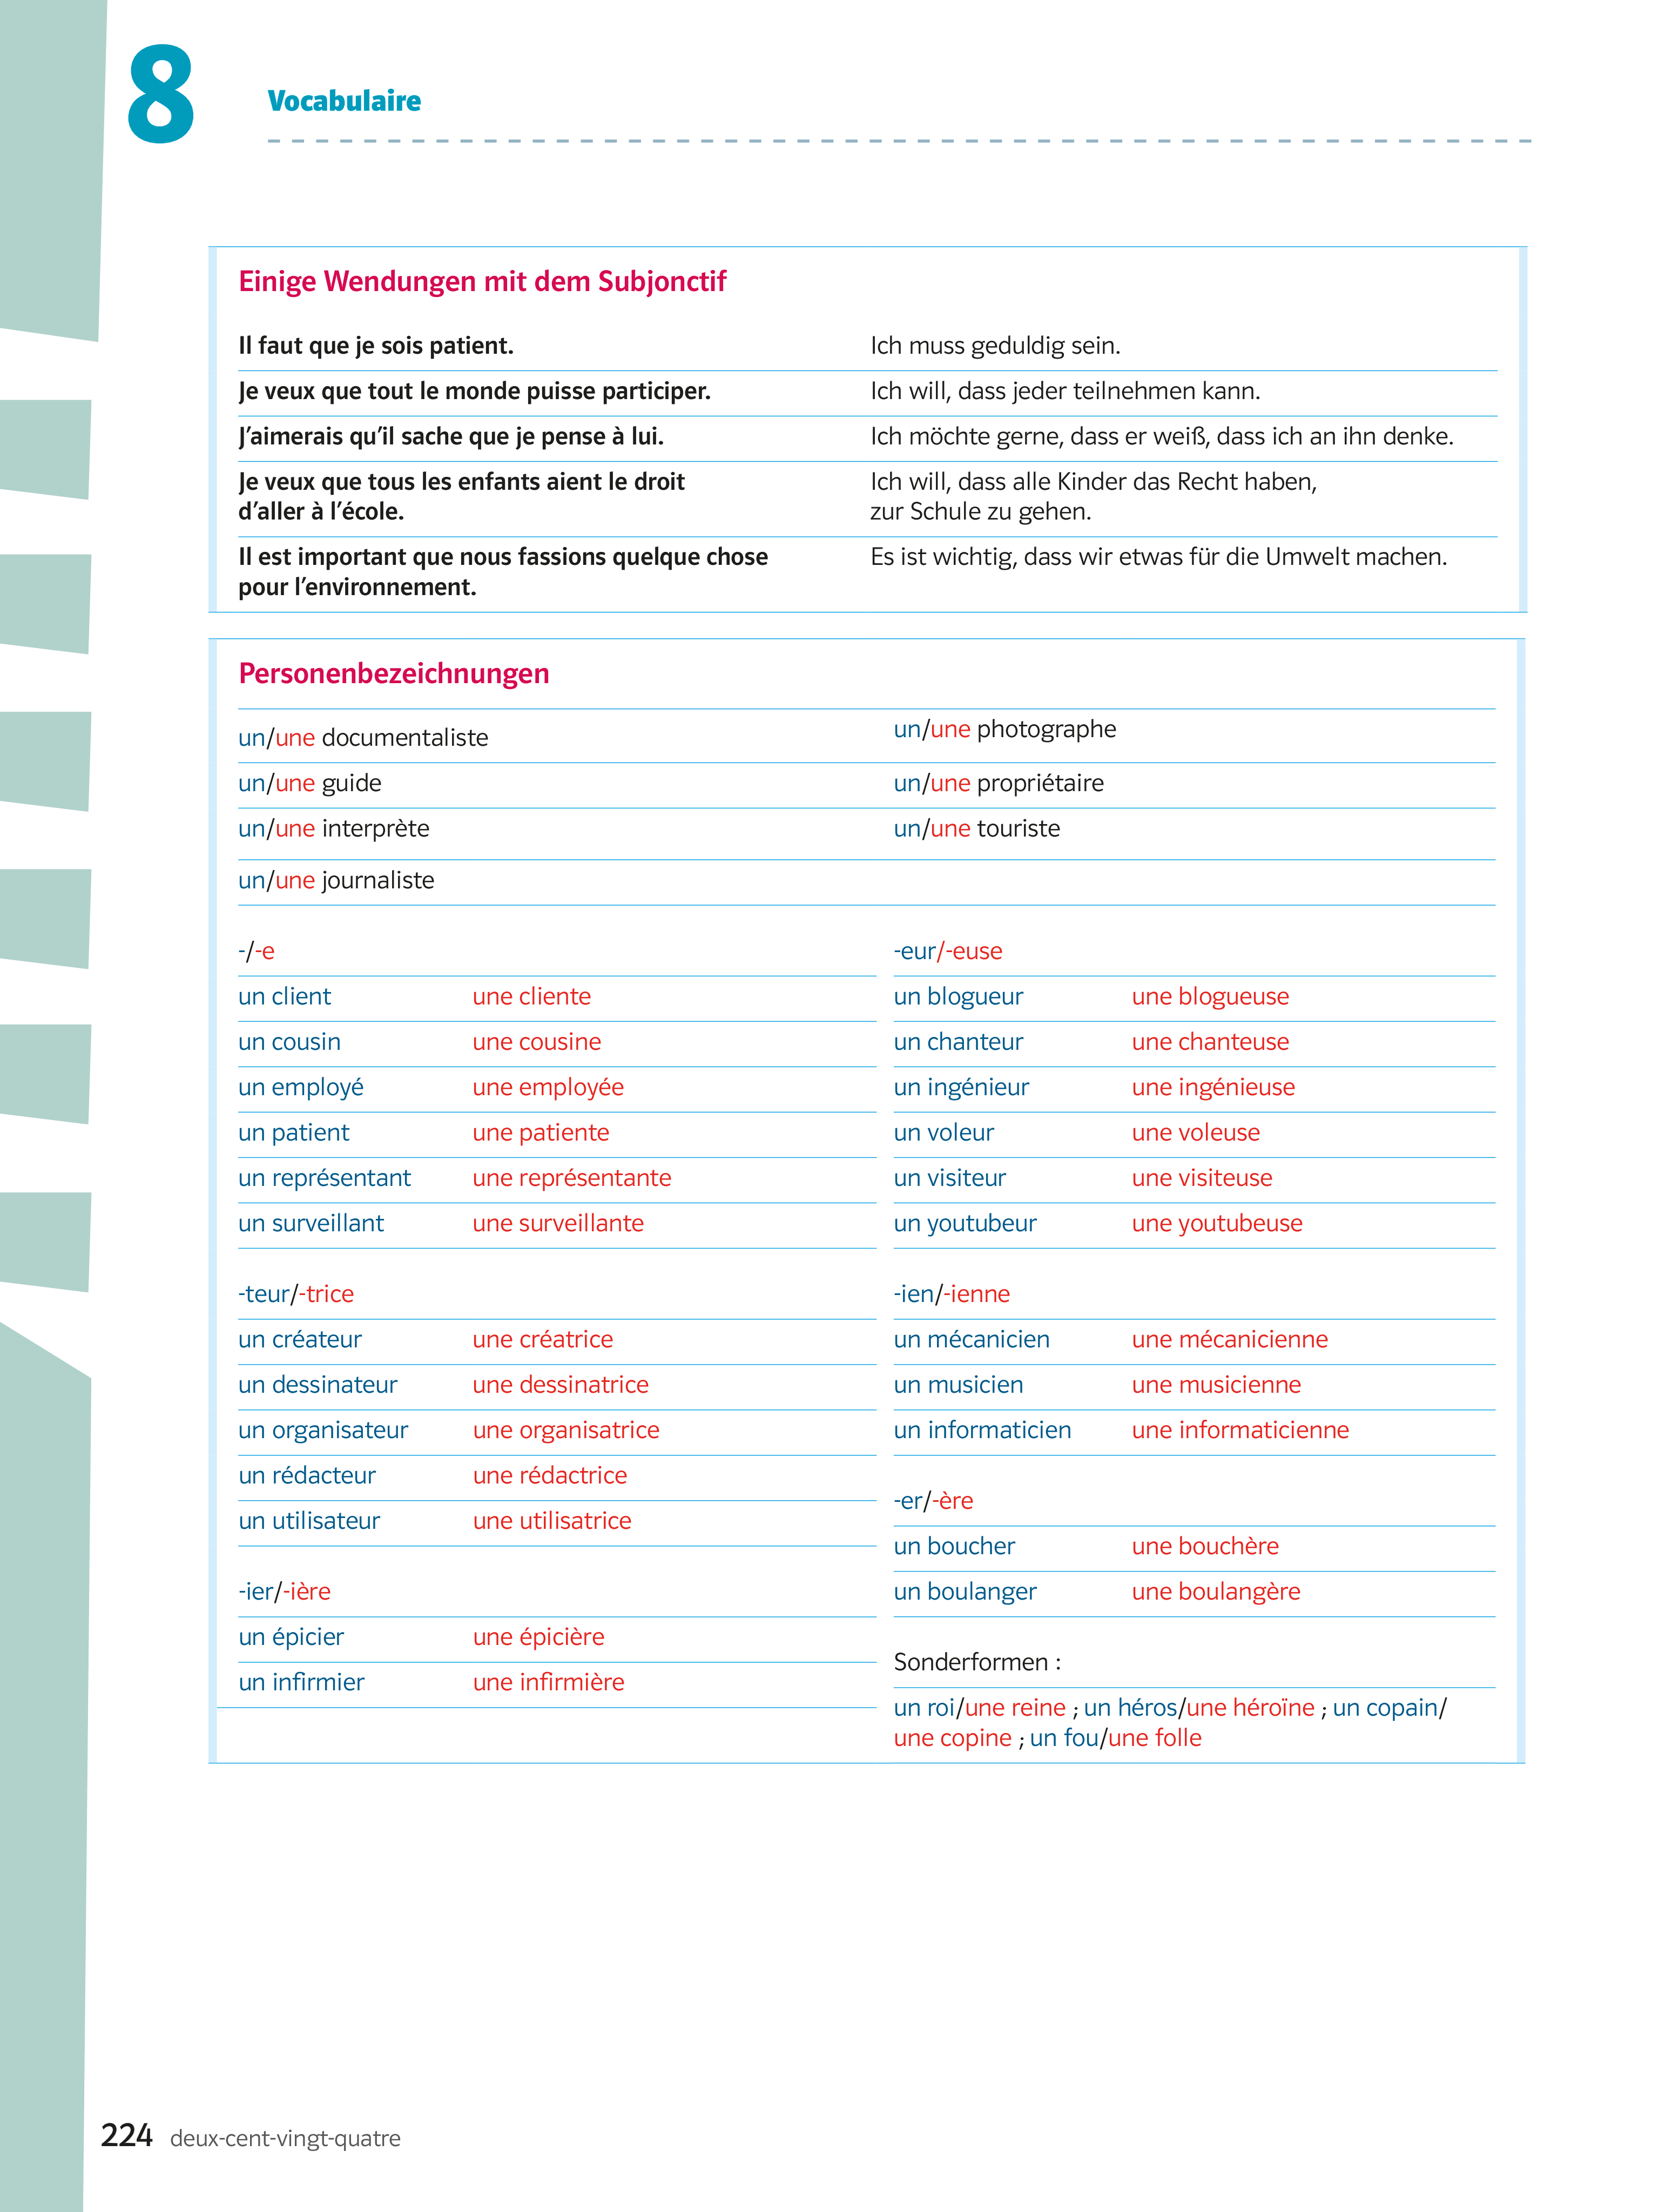 8
Vocabulaire
Einige Wendungen mit dem Subjonctif
Il faut que je sois patient.
Ich muss geduldig sein.
Je veux que tout le monde puisse participer.
Ich will, dass jeder teilnehmen kann.
J’aimerais qu’il sache que je pense à lui.
Ich möchte gerne, dass er weiß, dass ich an ihn denke.
Je veux que tous les enfants aient le droit
d’aller à l’école.
Ich will, dass alle Kinder das Recht haben,
zur Schule zu gehen.
Il est important que nous fassions quelque chose
pour l’environnement.
Es ist wichtig, dass wir etwas für die Umwelt machen.
Personenbezeichnungen
un/une documentaliste
un/une photographe
un/une guide
un/une propriétaire
un/une interprète
un/une touriste
un/une journaliste
-/-e
un client une cliente
un cousin une cousine
un employé une employée
un patient une patiente
un représentant une représentante
un surveillant une surveillante
-teur/-trice
un créateur une créatrice
un dessinateur une dessinatrice
un organisateur une organisatrice
un rédacteur une rédactrice
un utilisateur une utilisatrice
-ier/-ière
un épicier une épicière
un infirmier une infirmière
-eur/-euse
un blogueur une blogueuse
un chanteur une chanteuse
un ingénieur une ingénieuse
un voleur une voleuse
un visiteur une visiteuse
un youtubeur une youtubeuse
-ien/-ienne
un mécanicien une mécanicienne
un musicien une musicienne
un informaticien une informaticienne
-er/-ère
un boucher une bouchère
un boulanger une boulangère
Sonderformen :
un roi/une reine ; un héros/une héroïne ; un copain/
une copine ; un fou/une folle
224 deux-cent-vingt-quatre